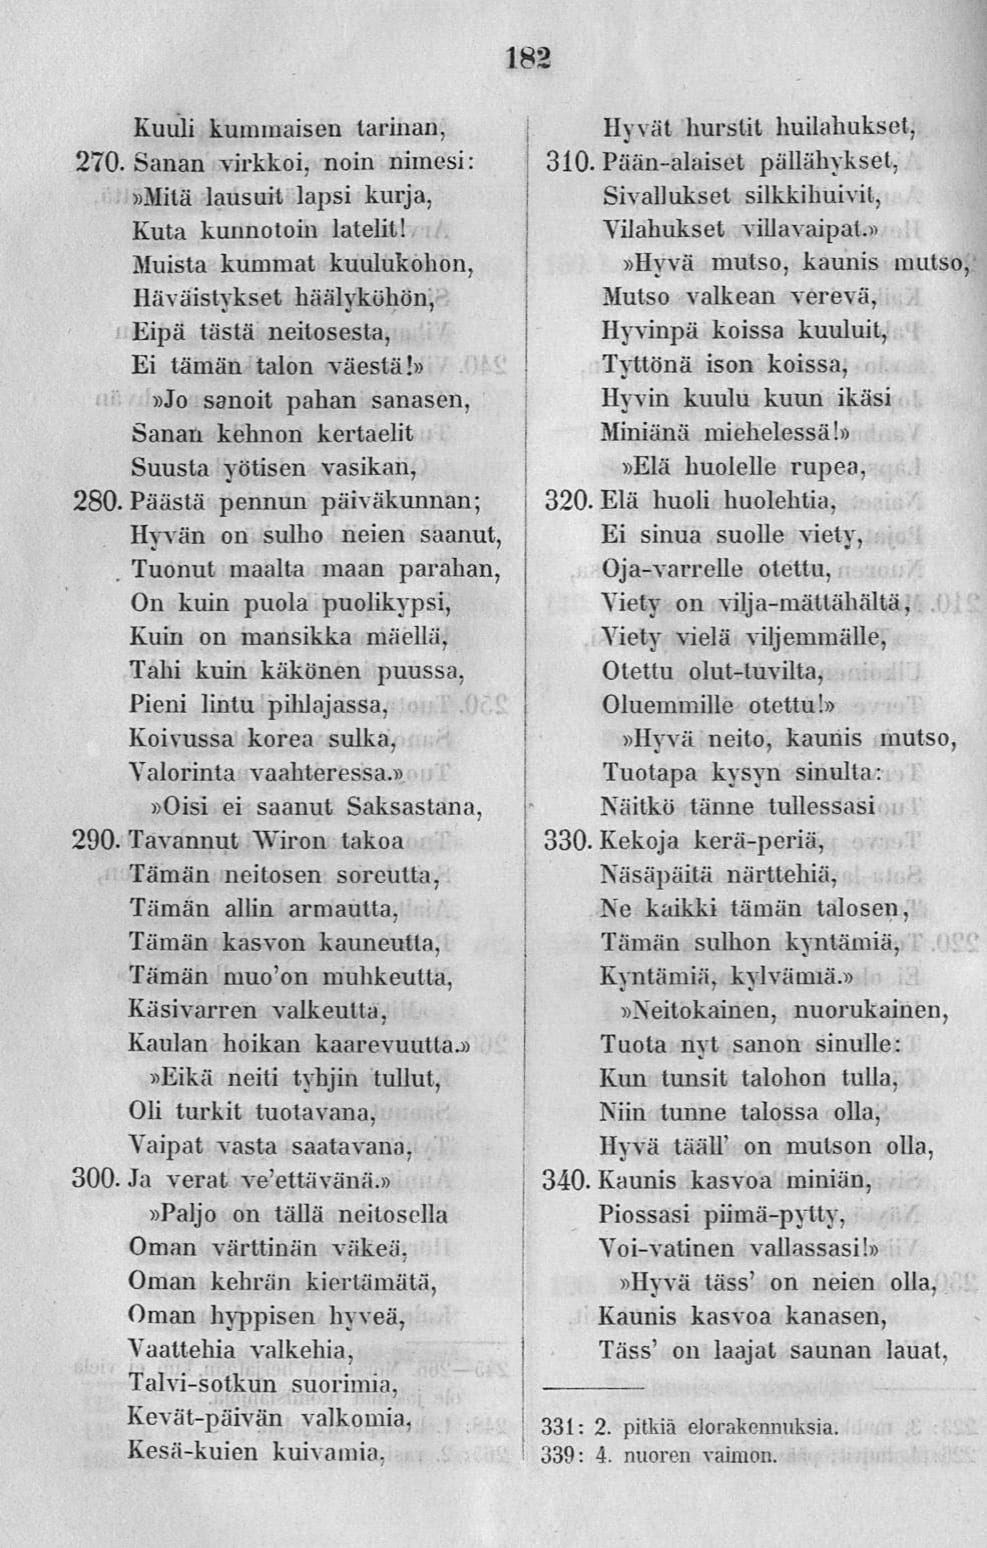 182
Kuuli kummaisen tarinan,
270. Sanan virkkoi, noin nimesi:
»Mitä lausuit lapsi kurja,
Kuta kunnotoin latelit!
Muista kummat kuulukohon,
Häväistykset häälyköhön,
Eipä tästä neitosesta,
Ei tämän talon väestä!»
»Jo sanoit pahan sanasen,
Sanan kehnon kertaelit
Suusta yötisen vasikan,
280. Päästä pennun päiväkunnan;
Hyvän on sulho neien saanut,
Tuonut maalta maan parahan,
On kuin puola puolikypsi,
Kuin on mansikka mäellä,
Tahi kuin käkönen puussa,
Pieni lintu pihlajassa,
Koivussa korea sulka,
Valorinta vaahteressa.»
»Oisi ei saanut Saksastana,
290. Tavannut Wiron takoa
Tämän neitosen soreutta,
Tämän allin armautta,
Tämän kasvon kauneutta,
Tämän muo'on muhkeutta,
Käsivarren valkeutta,
Kaulan hoikan kaarevuutta.»
»Eikä neiti tyhjin tullut,
Oli turkit tuotavana,
Vaipat vasta saatavana,
300. Ja verat ve'ettävänä.»
»Paljo on tällä neitosella
Oman värttinän väkeä,
Oman kehrän kiertämätä,
Oman hyppisen hyveä,
Vaattehia valkehia,
Talvi-sotkun suorimia,
Kevät-päivän valkomia,
Kesä-kuien kuivamia,
Hyvät hurstit huilahukset,
310. Pään-alaiset pällähykset,
Sivallukset silkkihuivit,
Vilahukset villavaipat.»
»Hyvä mutso, kaunis mutso,
Mutso valkean verevä,
Hyvinpä koissa kuuluit,
Tyttönä ison koissa,
Hyvin kuulu kuun ikäsi
Miniänä miehelessä!»
»Elä huolelle rupea,
320. Elä huoli huolehtia,
Ei sinua suolle viety,
Oja-varrelle otettu,
Viety on vilja-mättähältä,
Viety vielä viljemmälle,
Otettu olut-tuvilta,
Oluemmille otettu!»
»Hyvä neito, kaunis mutso,
Tuotapa kysyn sinulta:
Näitkö tänne tullessasi
330. Kekoja kerä-periä,
Näsäpäitä närttehiä,
Ne kaikki tämän talosen,
Tämän sulhon kyntämiä,
Kyntämiä, kylvämiä.»
»Neitokainen, nuorukainen,
Tuota nyt sanon sinulle:
Kun tunsit talohon tulla,
Niin tunne talossa olla,
Hyvä tääll' on mutson olla,
340. Kaunis kasvoa miniän,
Piossasi piimä-pytty,
Voi-vatinen vallassasi!»
»Hyvä täss' on neien olla,
Kaunis kasvoa kanasen,
Täss' on laajat saunan lauat,
331: 2. pitkiä elorakennuksia.
339: 4. nuoren vaimon.